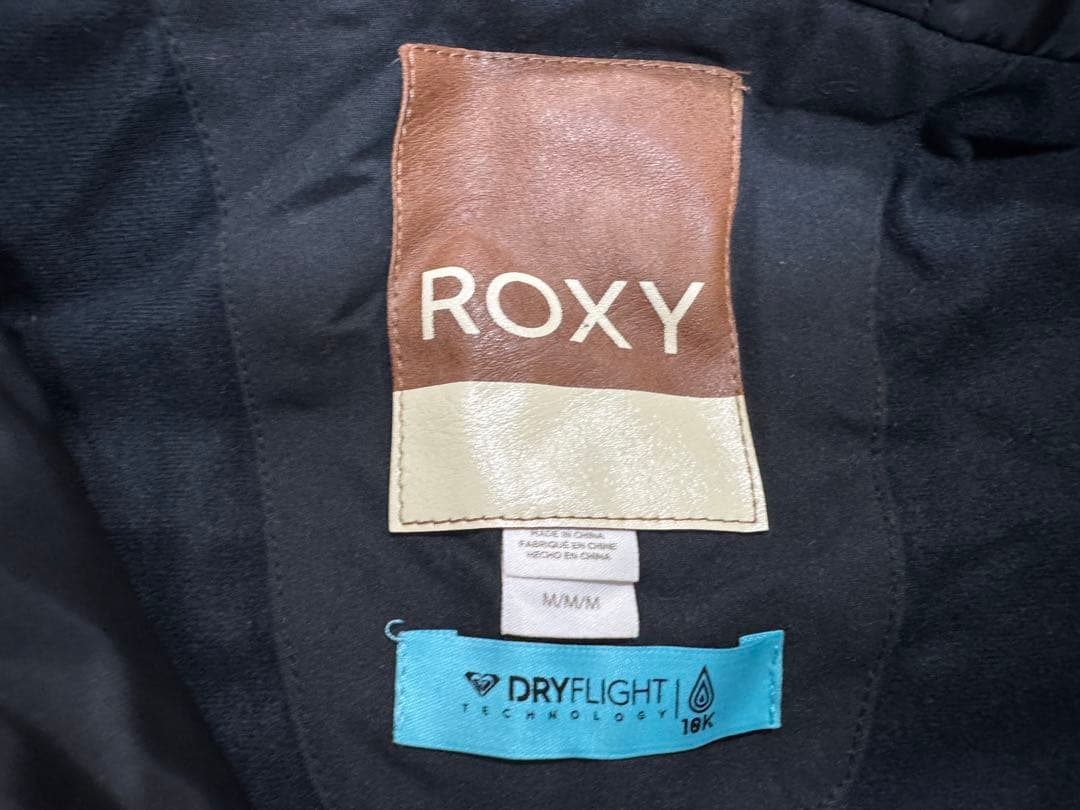 ROXY
MADE IN CHINA
FABRIQUÉ EN CHINE
HECHO EN CHINA
M/M/M
DRYFLIGHT
TECHNOLOGY
10K